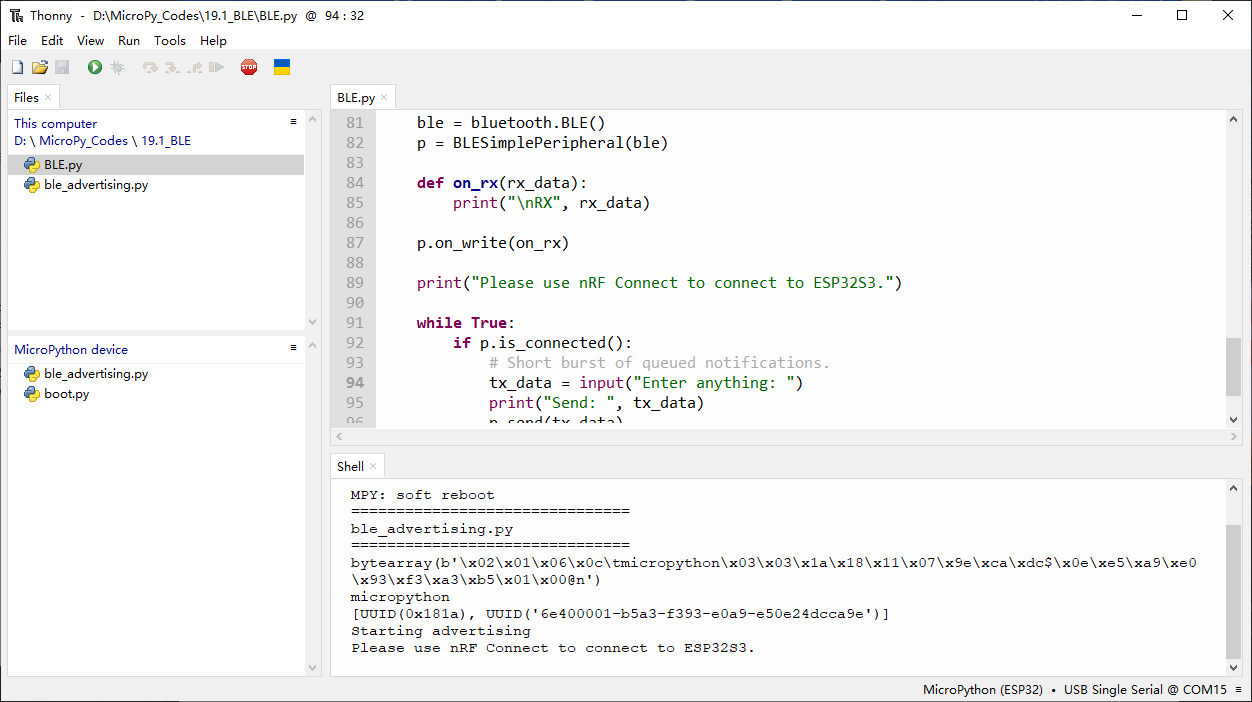 Thonny - D:\MicroPy_Codes\19.1_BLE\BLE.py @ 94 : 32
File Edit View Run Tools Help
STOP
Files
This computer
D: \ MicroPy_Codes \ 19.1_BLE
BLE.py
ble_advertising.py
MicroPython device
ble_advertising.py
boot.py
BLE.py
81 ble = bluetooth.BLE()
82 p = BLESimplePeripheral(ble)
83
84 def on_rx(rx_data):
85 print("\nRX", rx_data)
86
87 p.on_write(on_rx)
88
89 print("Please use nRF Connect to connect to ESP32S3.")
90
91 while True:
92 if p.is_connected():
93 # Short burst of queued notifications.
94 tx_data = input("Enter anything: ")
95 print("Send: ", tx_data)
96 p.send(tx_data)
Shell
MPY: soft reboot
===============================
ble_advertising.py
===============================
bytearray(b'\x02\x01\x06\x0c\tmicropython\x03\x03\x1a\x18\x11\x07\x9e\xca\xdc$\x0e\xe5\xa9\xe0
\x93\xf3\xa3\xb5\x01\x00@n')
micropython
[UUID(0x181a), UUID('6e400001-b5a3-f393-e0a9-e50e24dcca9e')]
Starting advertising
Please use nRF Connect to connect to ESP32S3.
MicroPython (ESP32) • USB Single Serial @ COM15 ≡